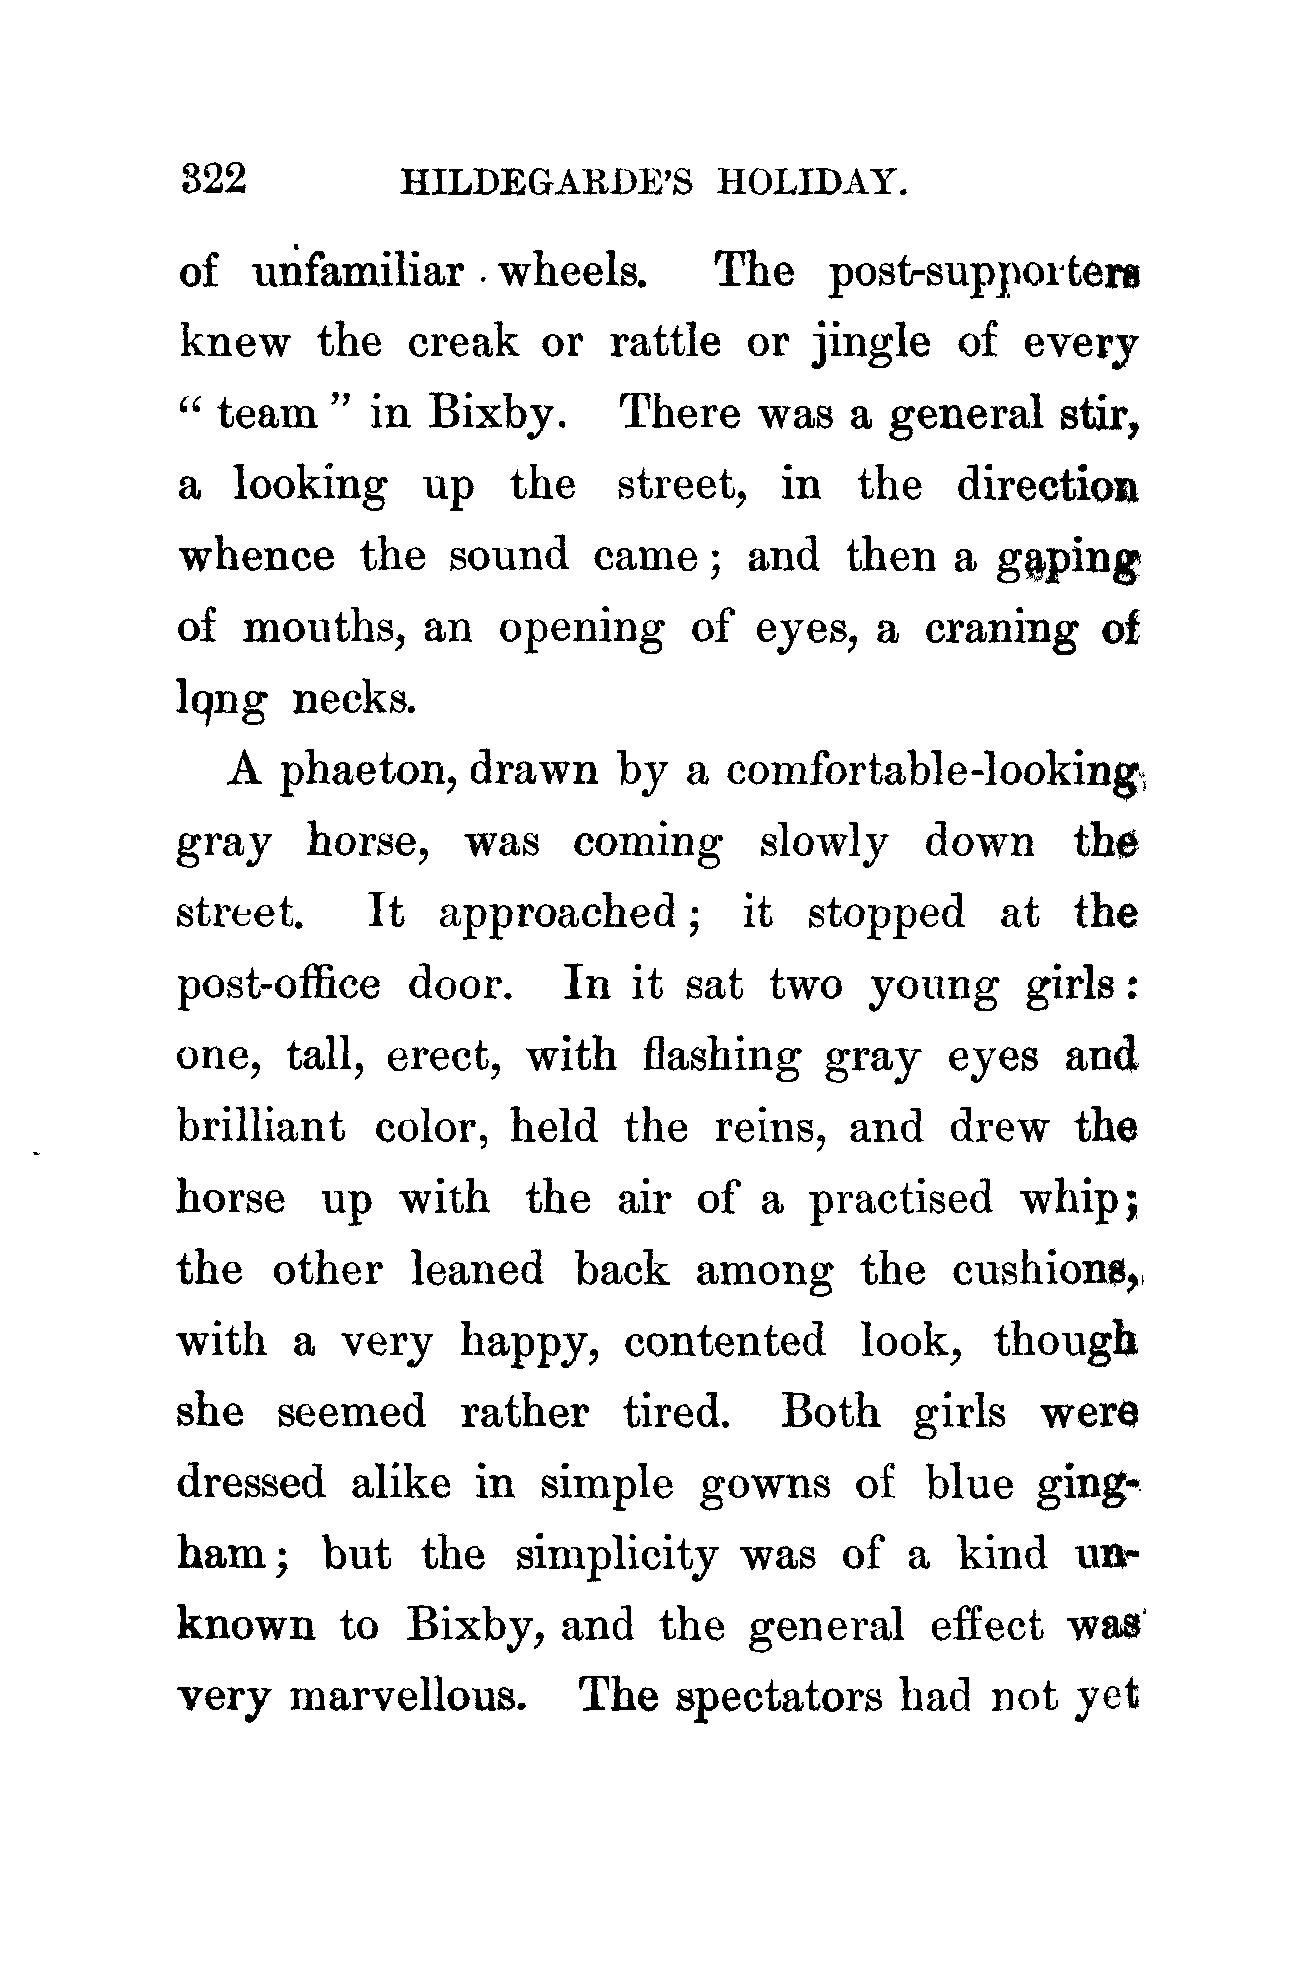 322 HILDEGARDE'S HOLIDAY.
of unfamiliar wheels. The post-supporters
knew the creak or rattle or jingle of every
“ team ” in Bixby. There was a general stir,
a looking up the street, in the direction
whence the sound came ; and then a gaping
of mouths, an opening of eyes, a craning of
long necks.
A phaeton, drawn by a comfortable-looking
gray horse, was coming slowly down the
street. It approached ; it stopped at the
post-office door. In it sat two young girls :
one, tall, erect, with flashing gray eyes and
brilliant color, held the reins, and drew the
horse up with the air of a practised whip ;
the other leaned back among the cushions,
with a very happy, contented look, though
she seemed rather tired. Both girls were
dressed alike in simple gowns of blue ging-
ham ; but the simplicity was of a kind un-
known to Bixby, and the general effect was
very marvellous. The spectators had not yet